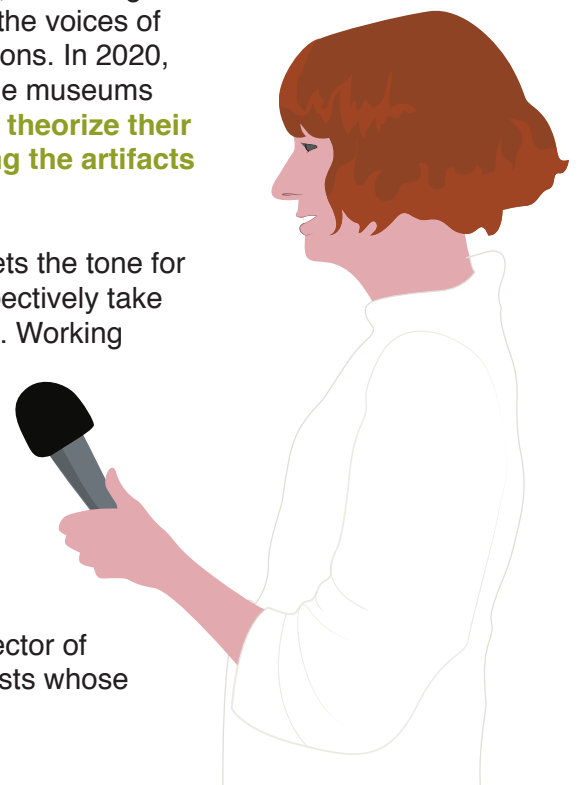 the voices of
ons. In 2020,
e museums
theorize their
g the artifacts
ets the tone for
pectively take
. Working
ector of
sts whose